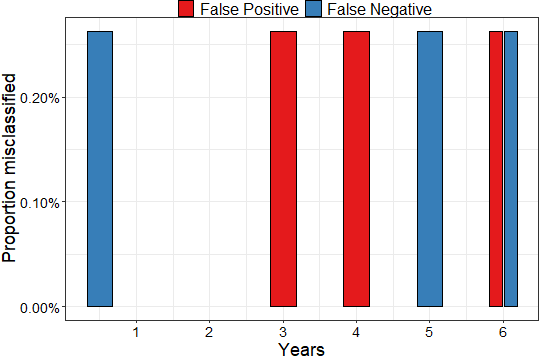 False Positive False Negative
Proportion misclassified
0.20%
0.10%
0.00%
1 2 3 4 5 6
Years